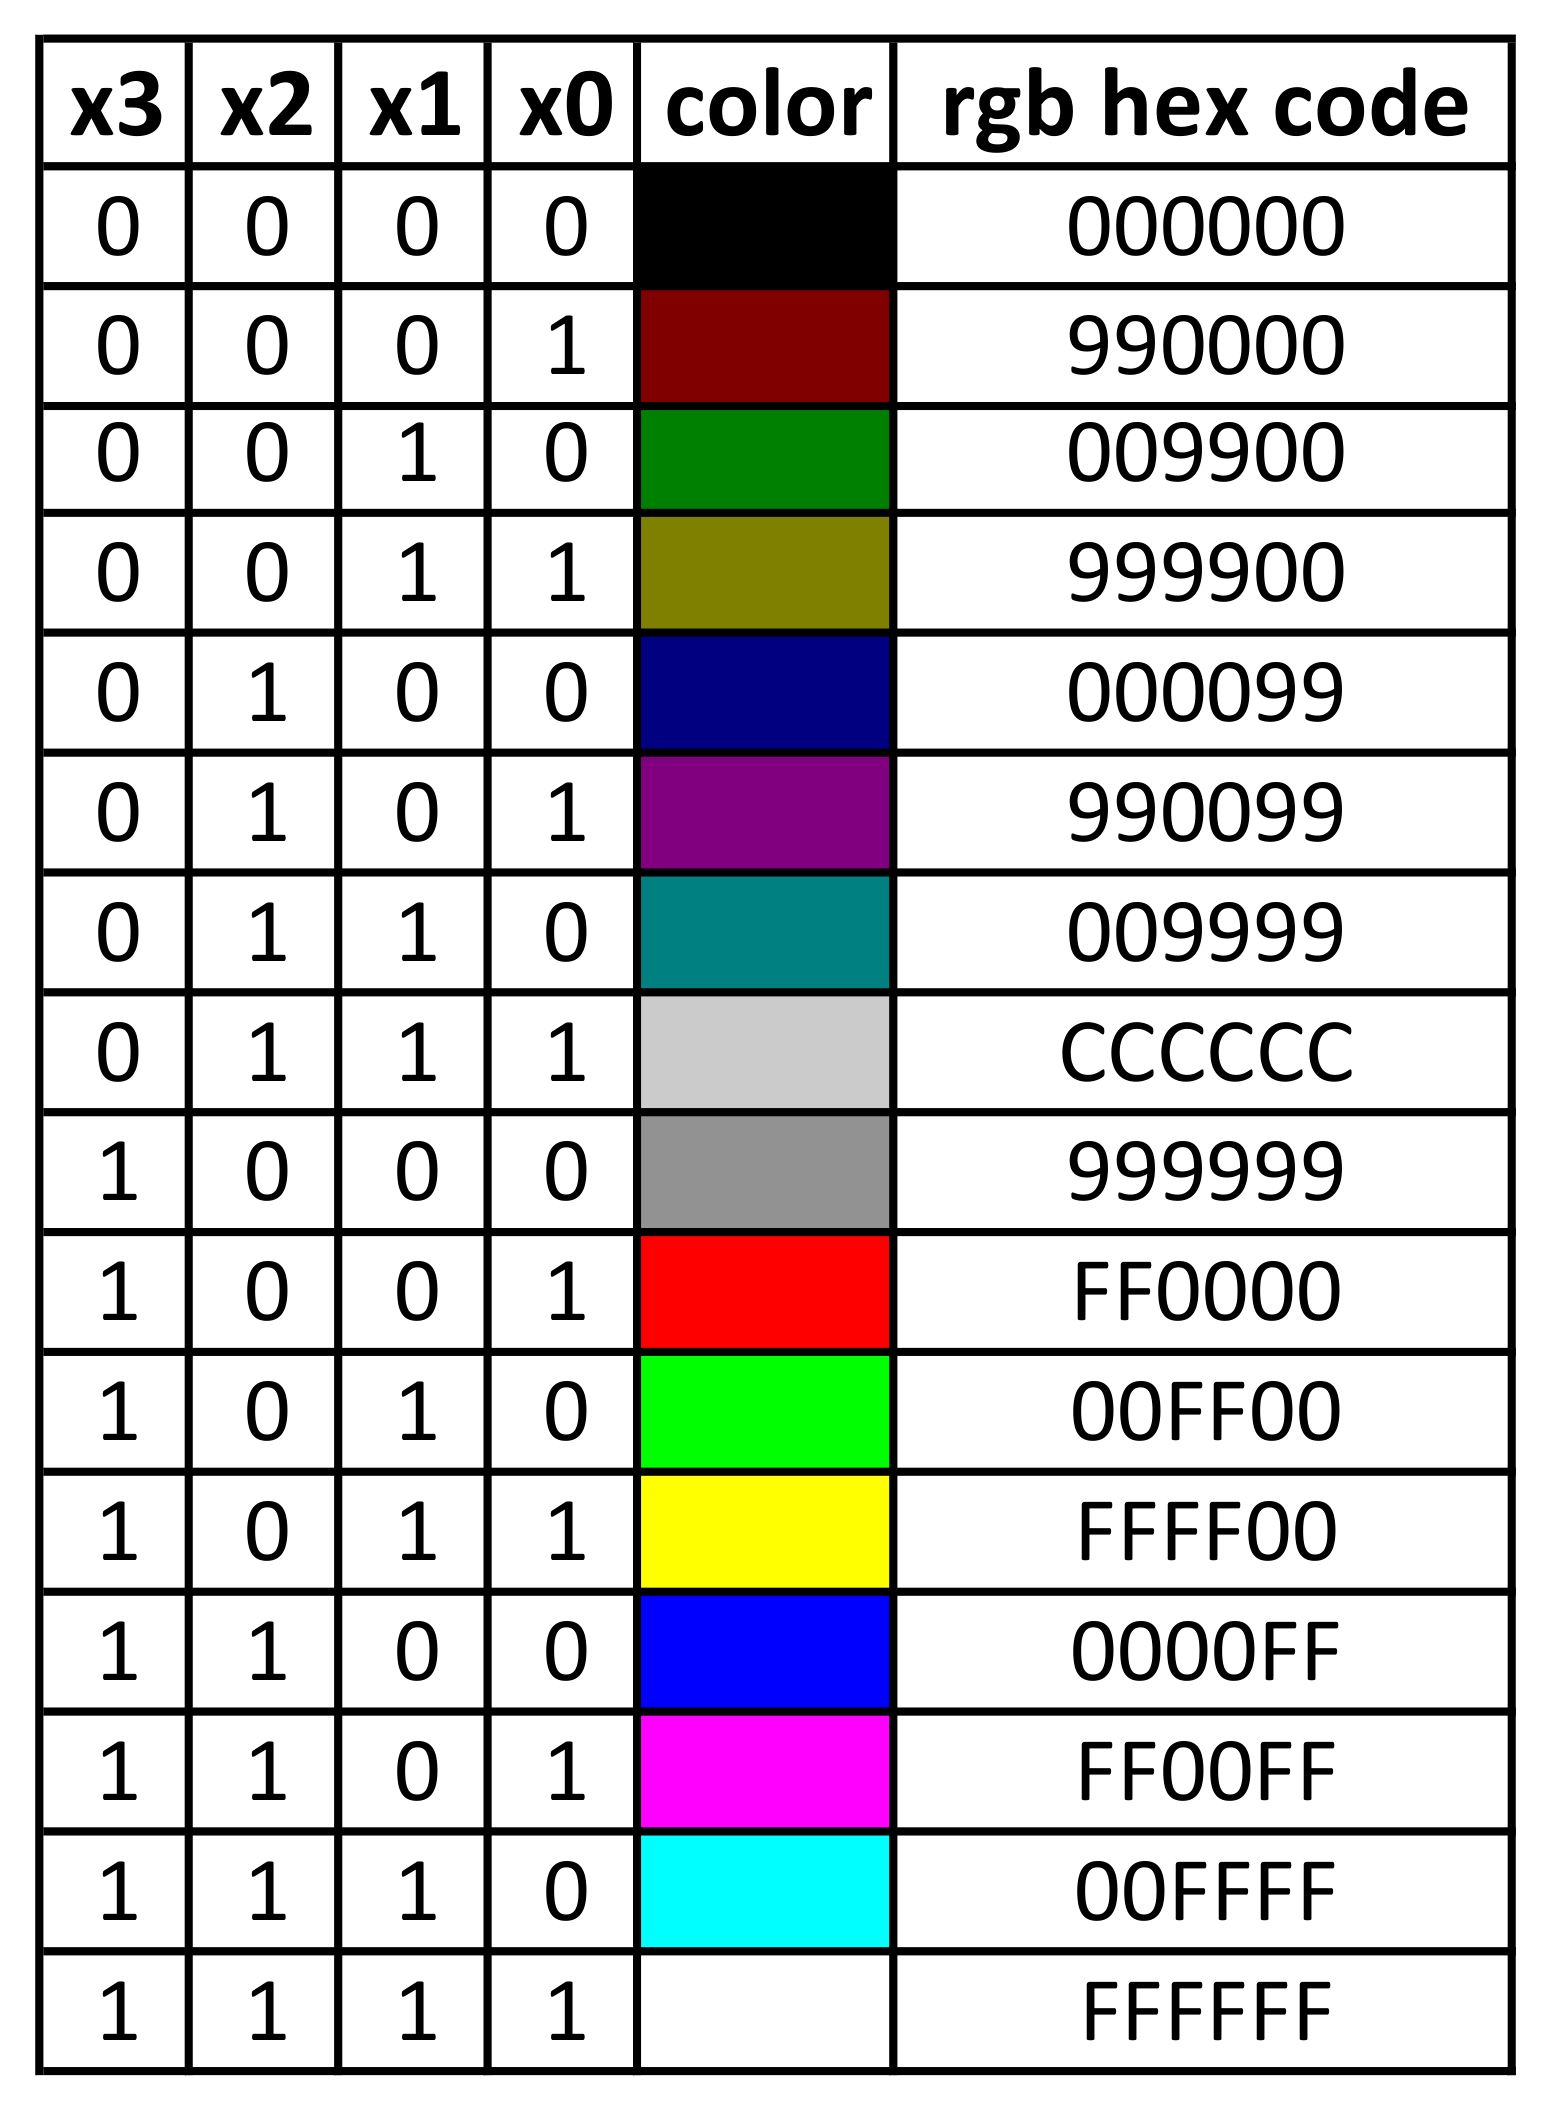 x3 x2 x1 x0 color rgb hex code
0 0 0 0 000000
0 0 0 1 990000
0 0 1 0 009900
0 0 1 1 999900
0 1 0 0 000099
0 1 0 1 990099
0 1 1 0 009999
0 1 1 1 CCCCCC
1 0 0 0 999999
1 0 0 1 FF0000
1 0 1 0 00FF00
1 0 1 1 FFFF00
1 1 0 0 0000FF
1 1 0 1 FF00FF
1 1 1 0 00FFFF
1 1 1 1 FFFFFF